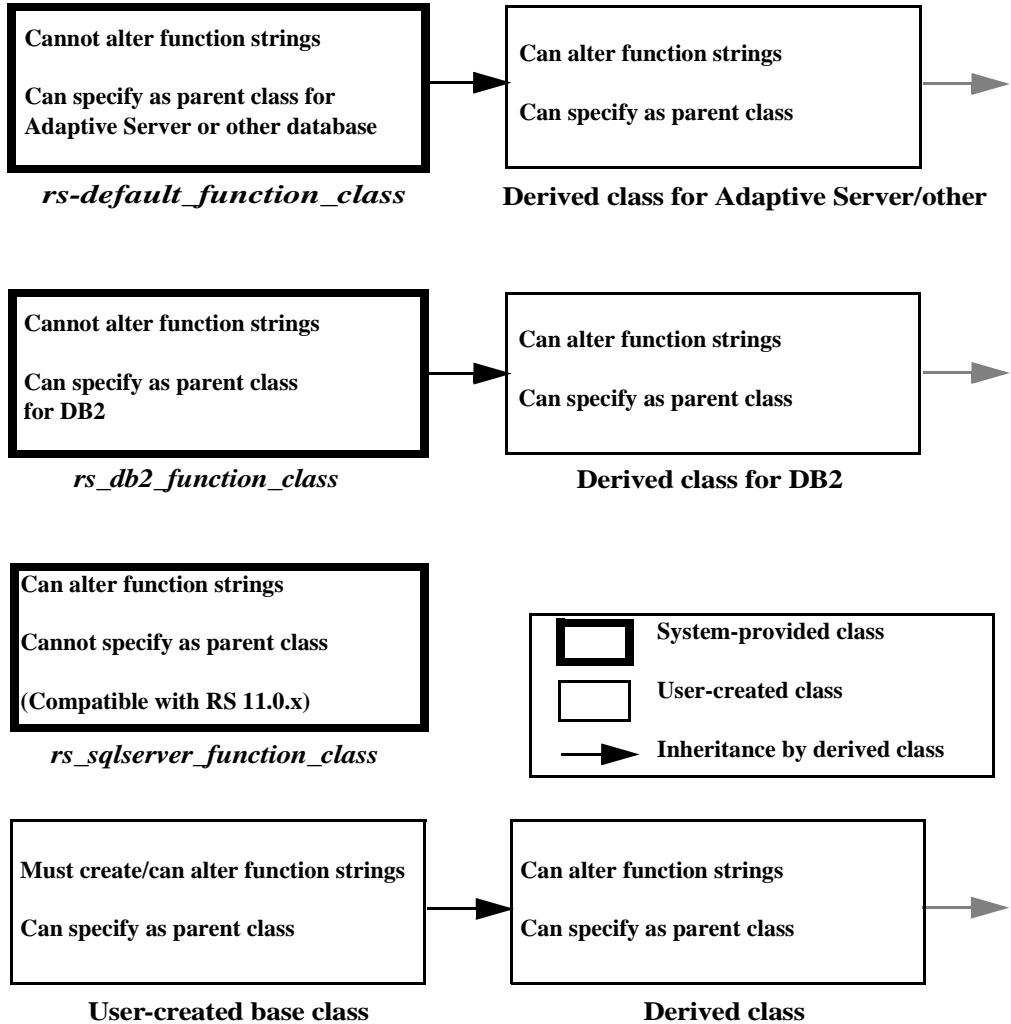 Cannot alter function strings
Can specify as parent class for
Adaptive Server or other database
rs-default_function_class
Can alter function strings
Can specify as parent class
Derived class for Adaptive Server/other
Cannot alter function strings
Can specify as parent class
for DB2
rs_db2_function_class
Can alter function strings
Can specify as parent class
Derived class for DB2
Can alter function strings
Cannot specify as parent class
(Compatible with RS 11.0.x)
rs_sqlserver_function_class
System-provided class
User-created class
Inheritance by derived class
Must create/can alter function strings
Can specify as parent class
User-created base class
Can alter function strings
Can specify as parent class
Derived class